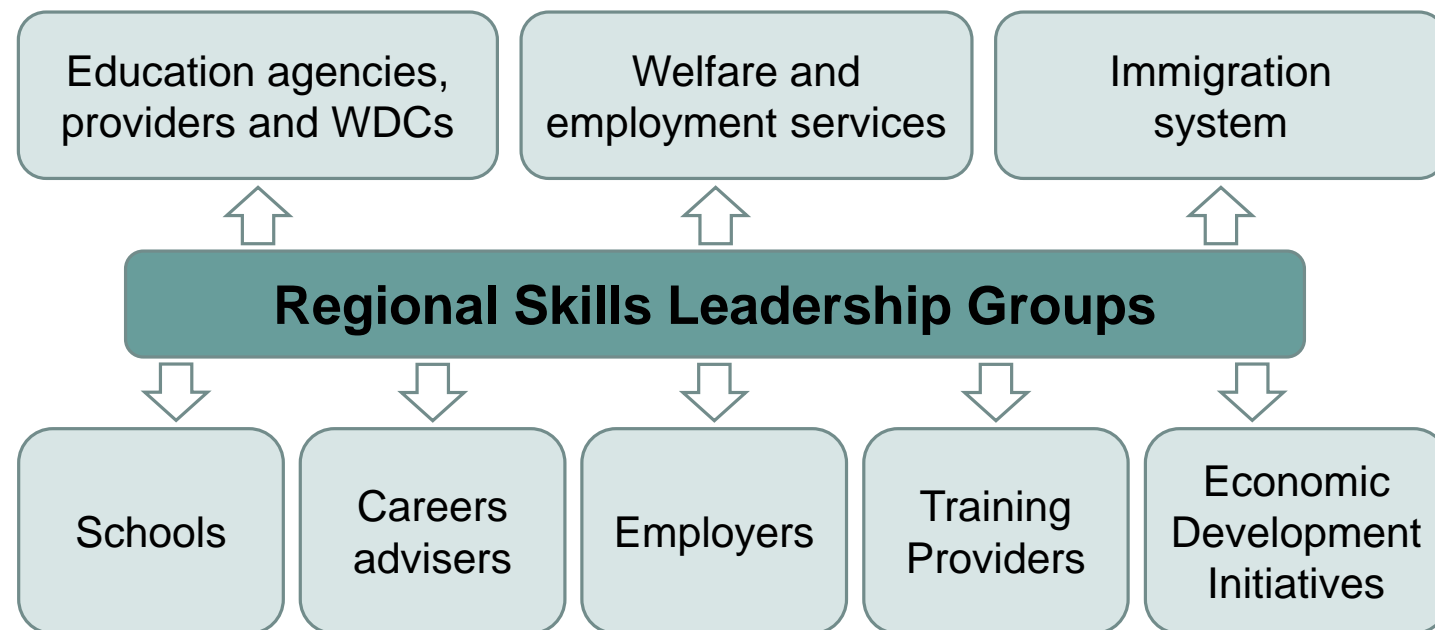 Education agencies,
providers and WDCs
Welfare and
employment services
Immigration
system
Regional Skills Leadership Groups
Schools
Careers
advisers
Employers
Training
Providers
Economic
Development
Initiatives